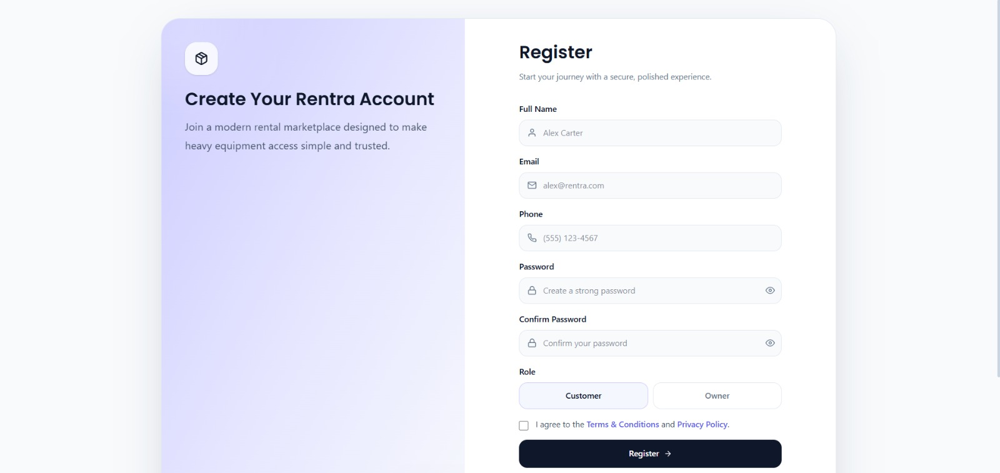 Create Your Rentra Account
Join a modern rental marketplace designed to make
heavy equipment access simple and trusted.
Register
Start your journey with a secure, polished experience.
Full Name
Alex Carter
Email
alex@rentra.com
Phone
(555) 123-4567
Password
Create a strong password
Confirm Password
Confirm your password
Role
Customer
Owner
I agree to the Terms & Conditions and Privacy Policy.
Register →